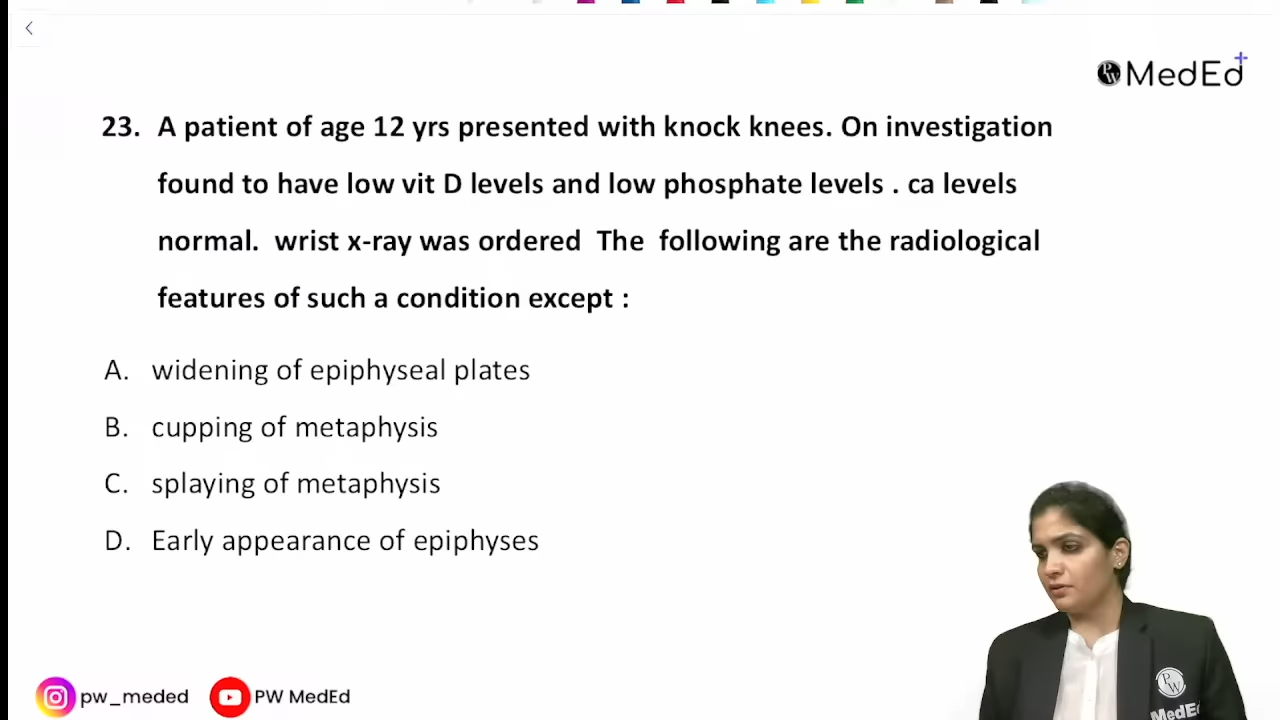 MedEd+
23. A patient of age 12 yrs presented with knock knees. On investigation
found to have low vit D levels and low phosphate levels . ca levels
normal. wrist x-ray was ordered The following are the radiological
features of such a condition except :
A. widening of epiphyseal plates
B. cupping of metaphysis
C. splaying of metaphysis
D. Early appearance of epiphyses
PW
MedEd
pw_meded
PW MedEd